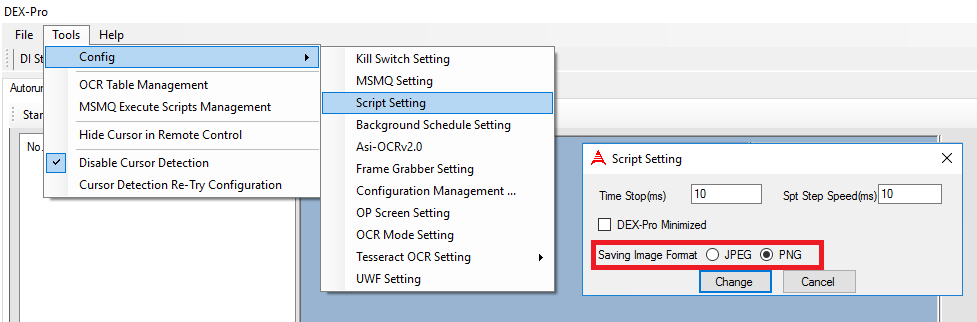 DEX-Pro
File Tools Help
DI St
Config
Autorun
OCR Table Management
MSMQ Execute Scripts Management
Star
Hide Cursor in Remote Control
No.
Disable Cursor Detection
Cursor Detection Re-Try Configuration
Kill Switch Setting
MSMQ Setting
Script Setting
Background Schedule Setting
Asi-OCRv2.0
Frame Grabber Setting
Configuration Management ...
OP Screen Setting
OCR Mode Setting
Tesseract OCR Setting
UWF Setting
Script Setting
Time Stop(ms) 10 Spt Step Speed(ms) 10
DEX-Pro Minimized
Saving Image Format JPEG PNG
Change Cancel